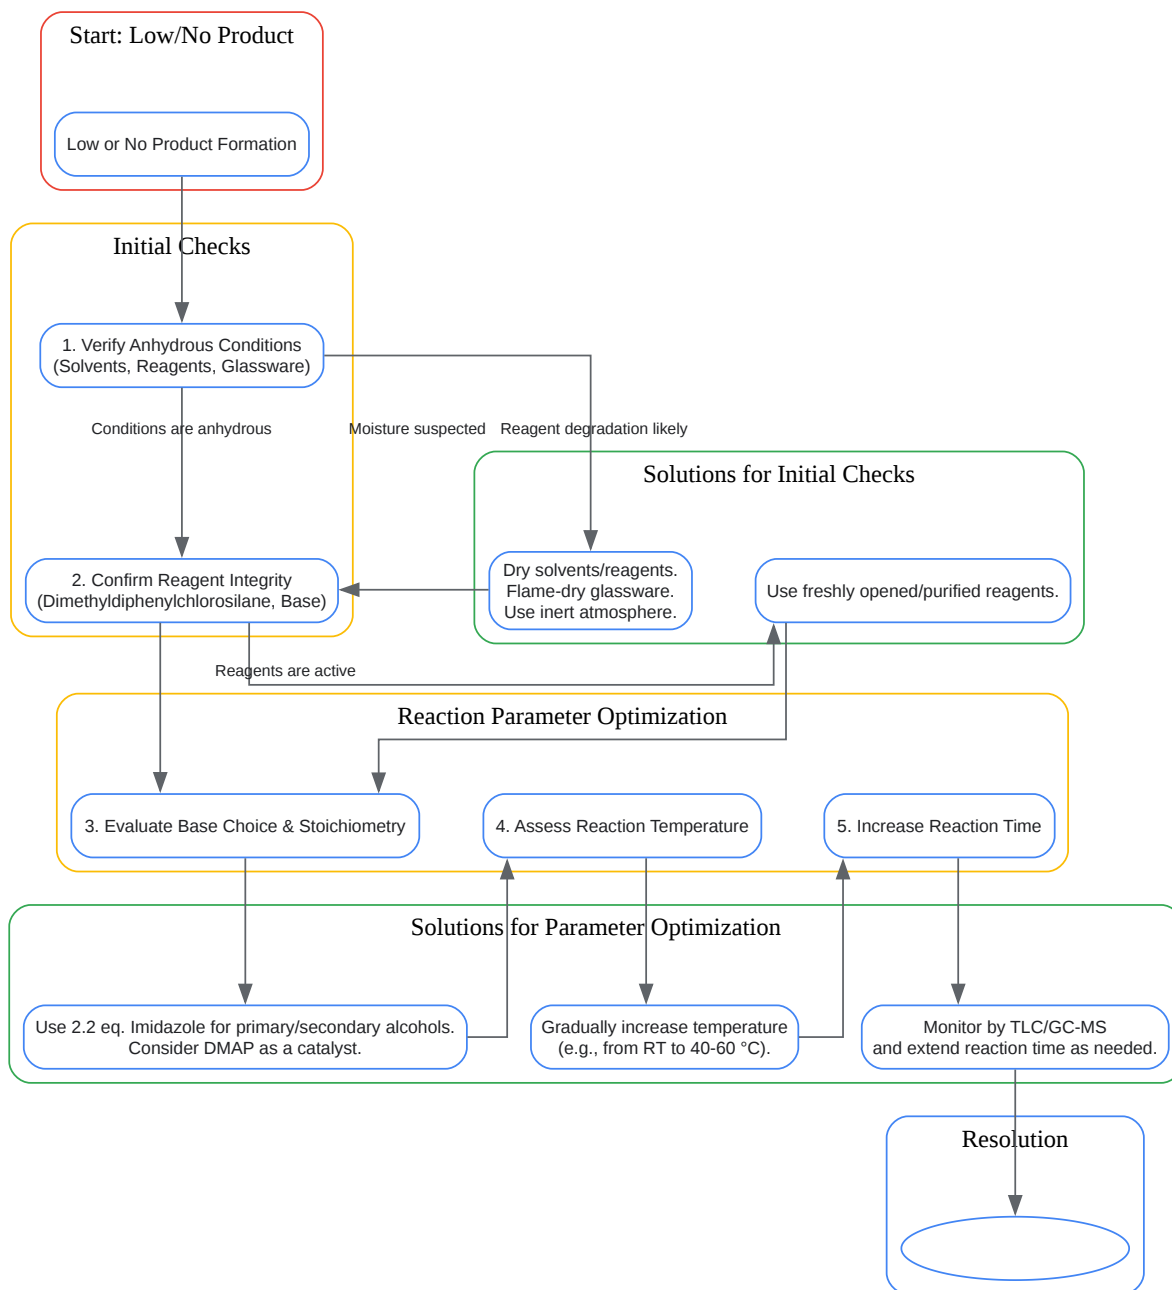 Start: Low/No Product
Low or No Product Formation
Initial Checks
1. Verify Anhydrous Conditions
(Solvents, Reagents, Glassware)
Conditions are anhydrous
Moisture suspected
Reagent degradation likely
Solutions for Initial Checks
2. Confirm Reagent Integrity
(Dimethyldiphenylchlorosilane, Base)
Dry solvents/reagents.
Flame-dry glassware.
Use inert atmosphere.
Use freshly opened/purified reagents.
Reagents are active
Reaction Parameter Optimization
3. Evaluate Base Choice & Stoichiometry
4. Assess Reaction Temperature
5. Increase Reaction Time
Solutions for Parameter Optimization
Use 2.2 eq. Imidazole for primary/secondary alcohols.
Consider DMAP as a catalyst.
Gradually increase temperature
(e.g., from RT to 40-60 °C).
Monitor by TLC/GC-MS
and extend reaction time as needed.
Resolution